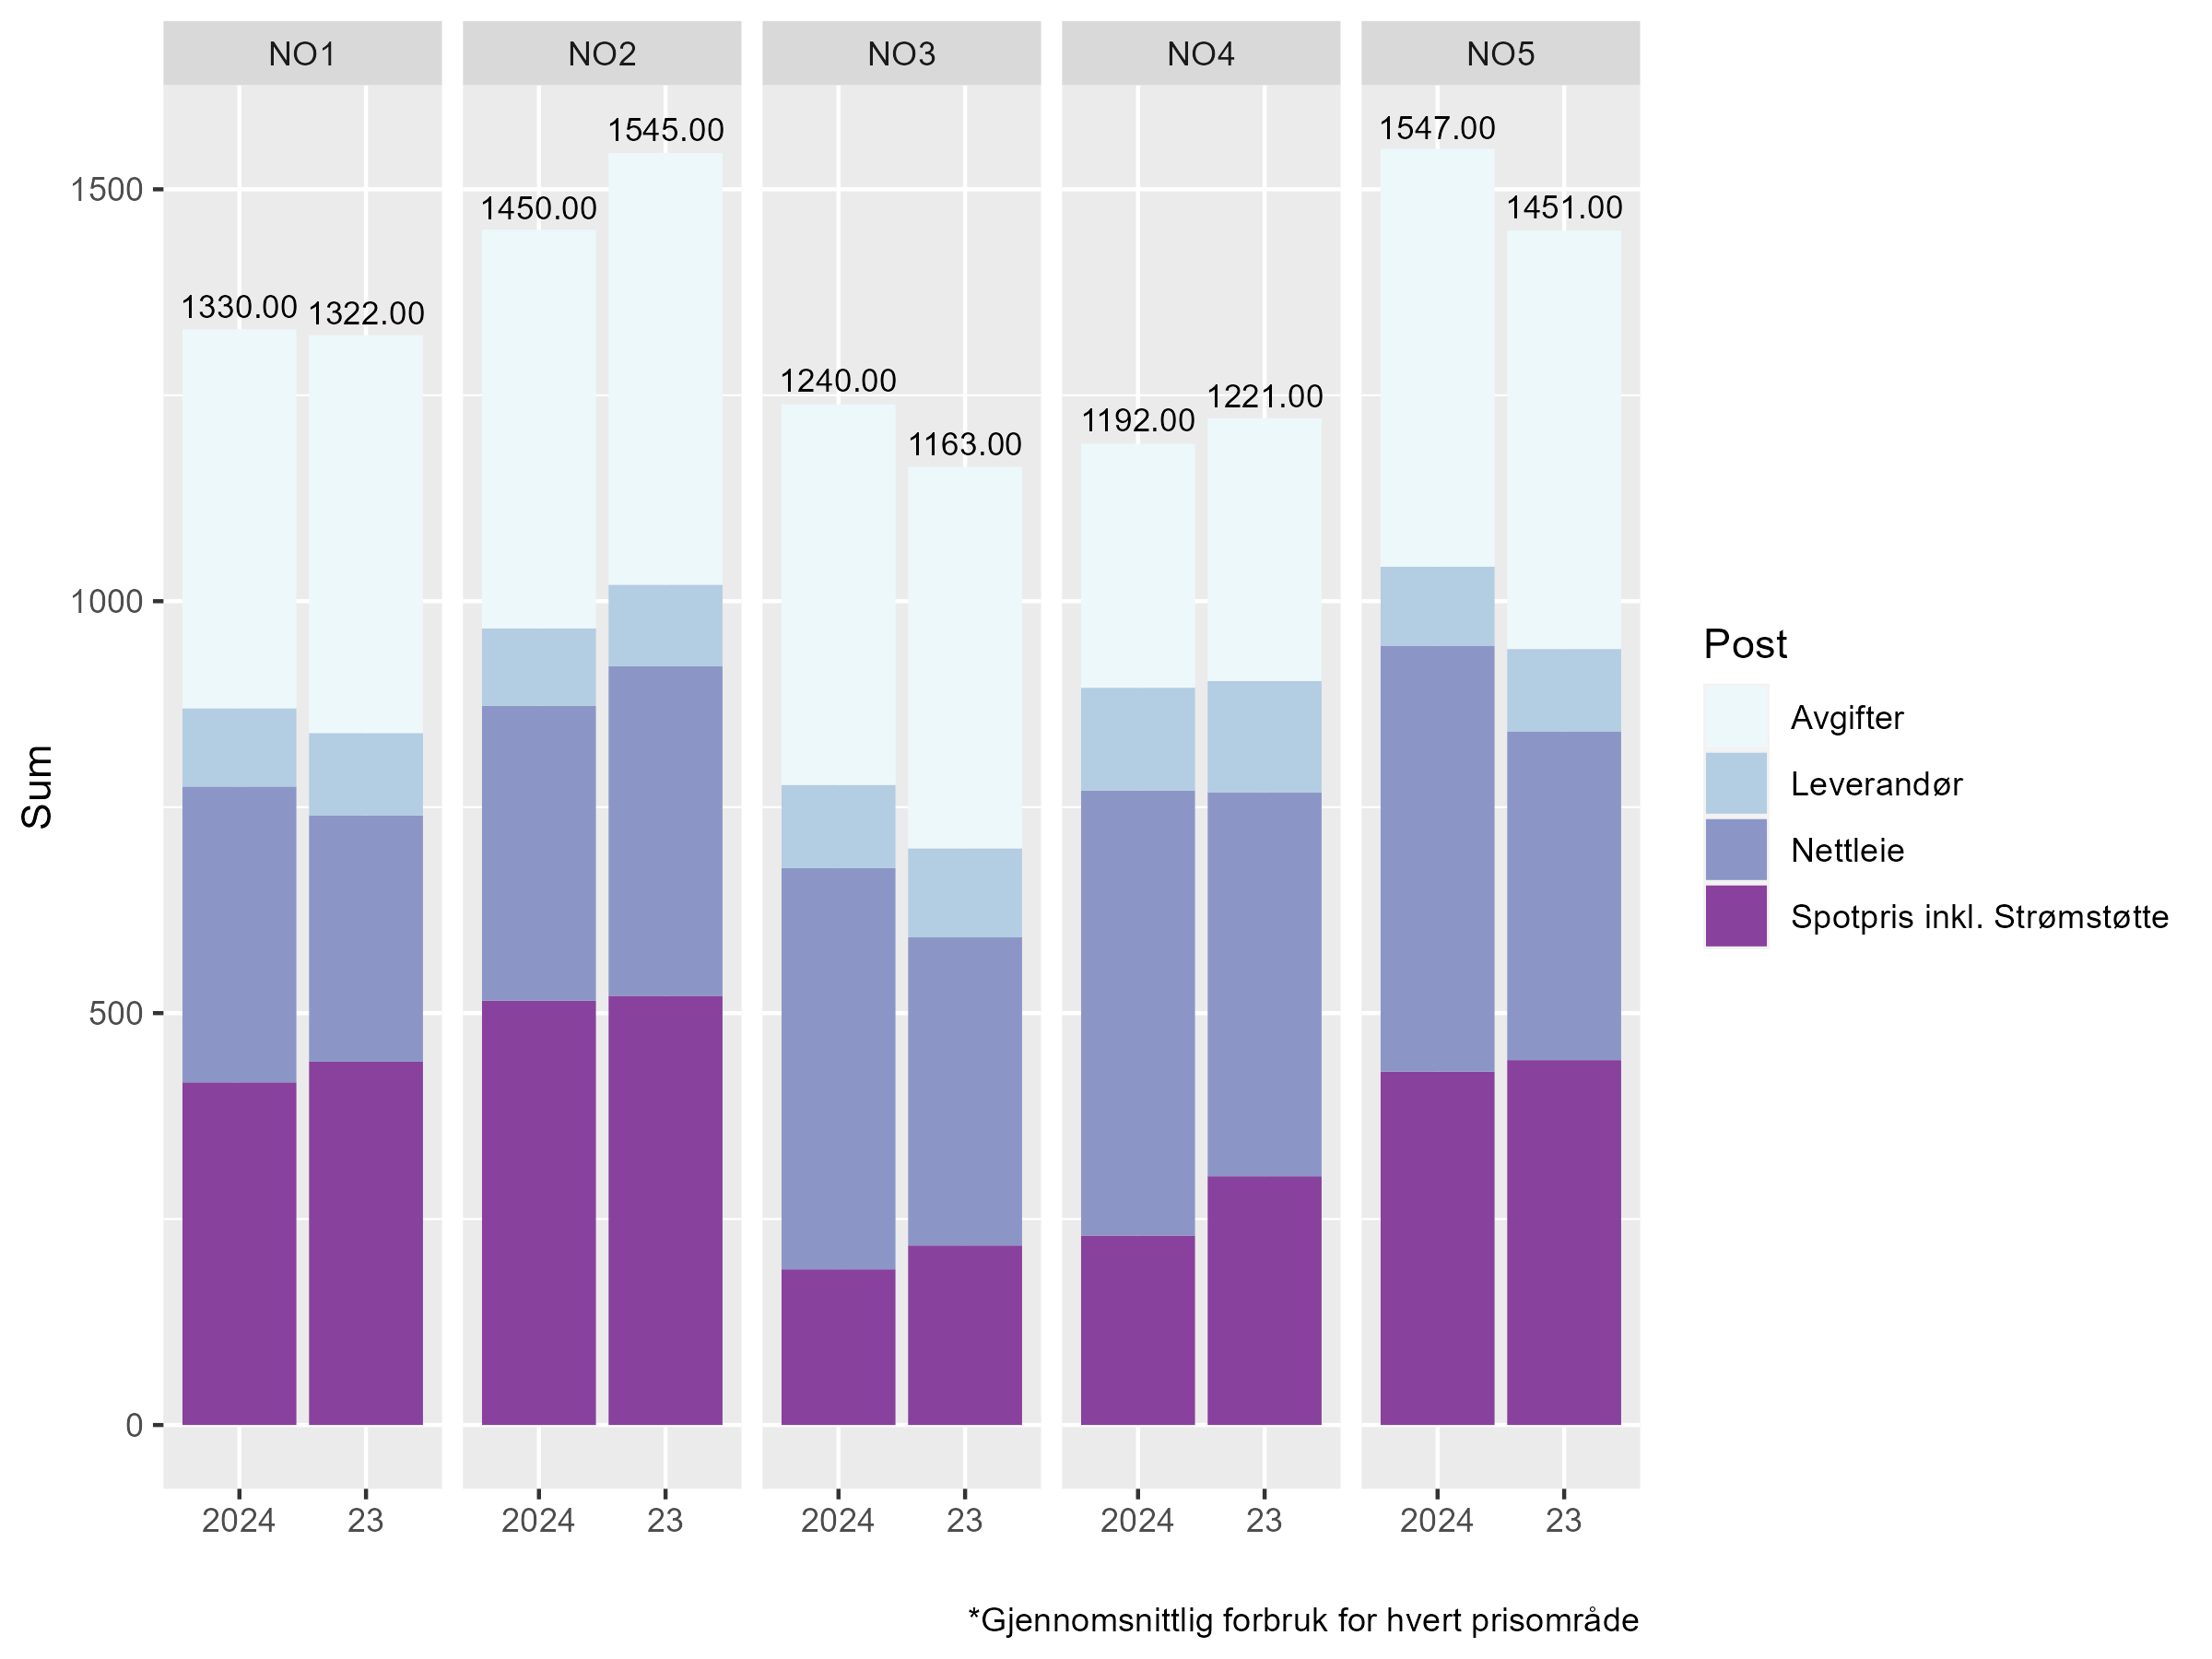 NO1 NO2 NO3 NO4 NO5
1545.00 1547.00
1450.00 1451.00
1330.00 1322.00
1240.00 1221.00
1192.00
1163.00
1500
1000
500
0
Sum
Post
Avgifter
Leverandør
Nettleie
Spotpris inkl. Strømstøtte
2024 23 2024 23 2024 23 2024 23 2024 23
*Gjennomsnittlig forbruk for hvert prisområde